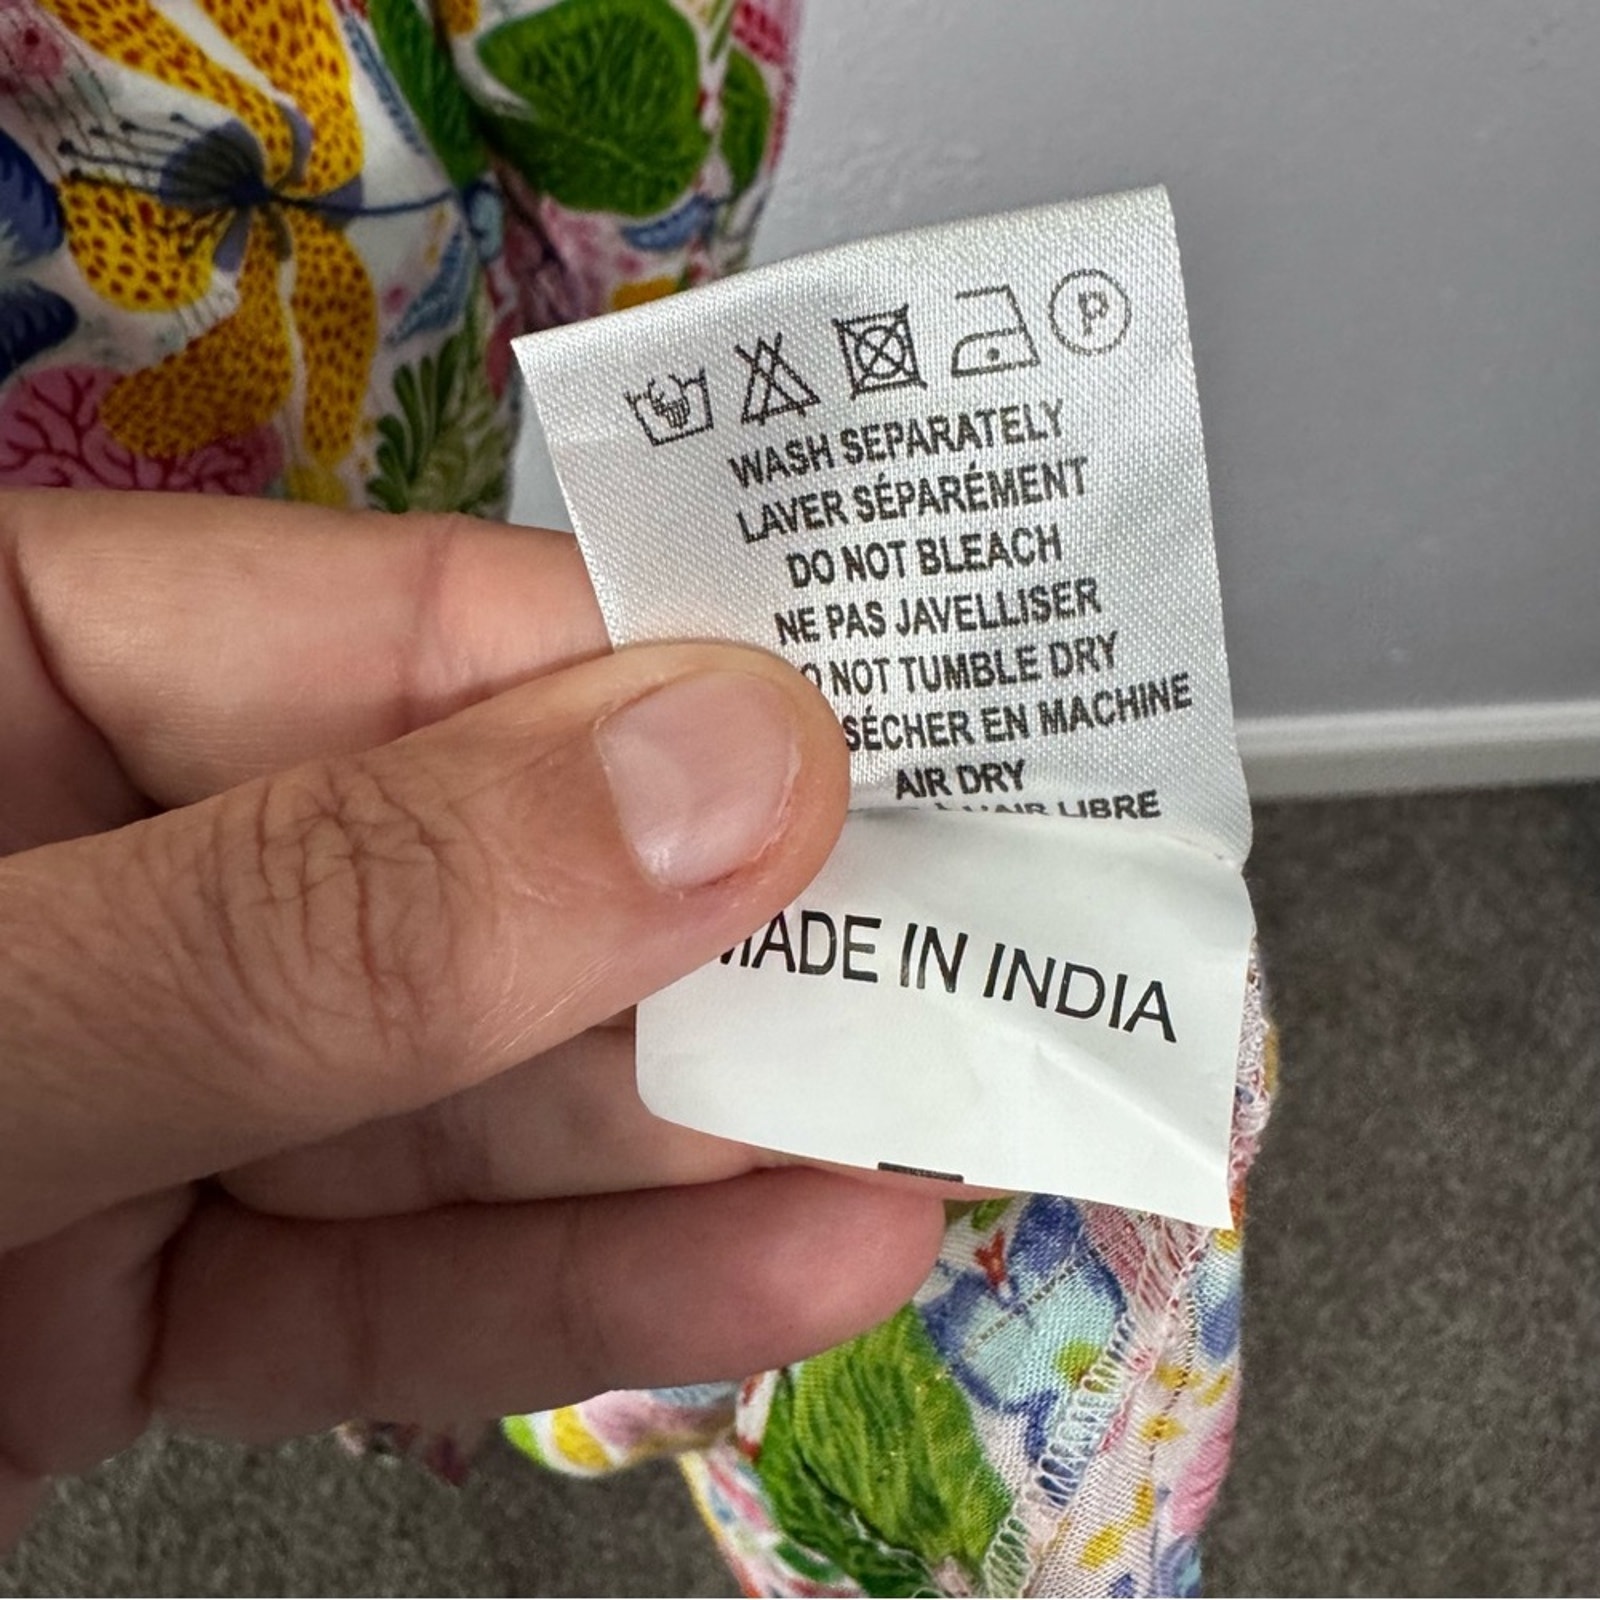 P
WASH SEPARATELY
LAVER SÉPARÉMENT
DO NOT BLEACH
NE PAS JAVELLISER
NOT TUMBLE DRY
SÉCHER EN MACHINE
AIR DRY
L'AIR LIBRE
MADE IN INDIA